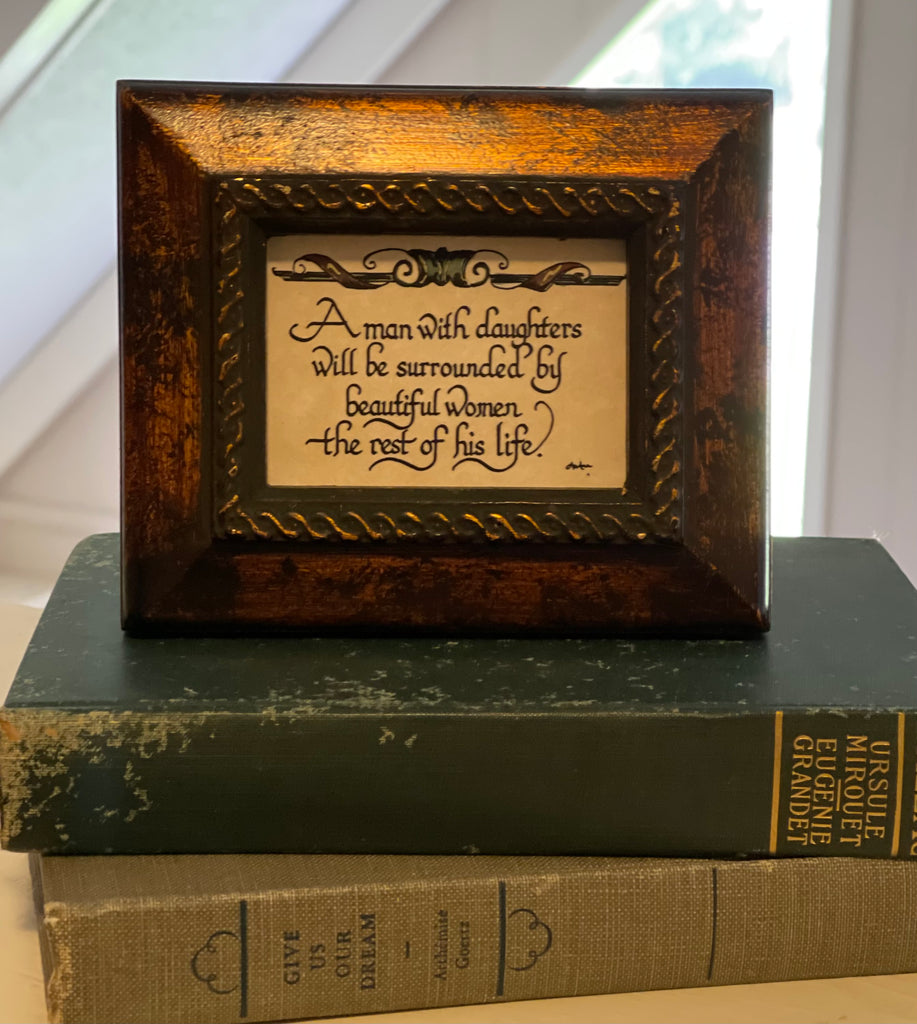 A man with daughters
will be surrounded by
beautiful women
the rest of his life.
URSULE
MIROUET
EUGENIE
GRANDET
GIVE
US
OUR
DREAM
—
Arthémise
Goertz